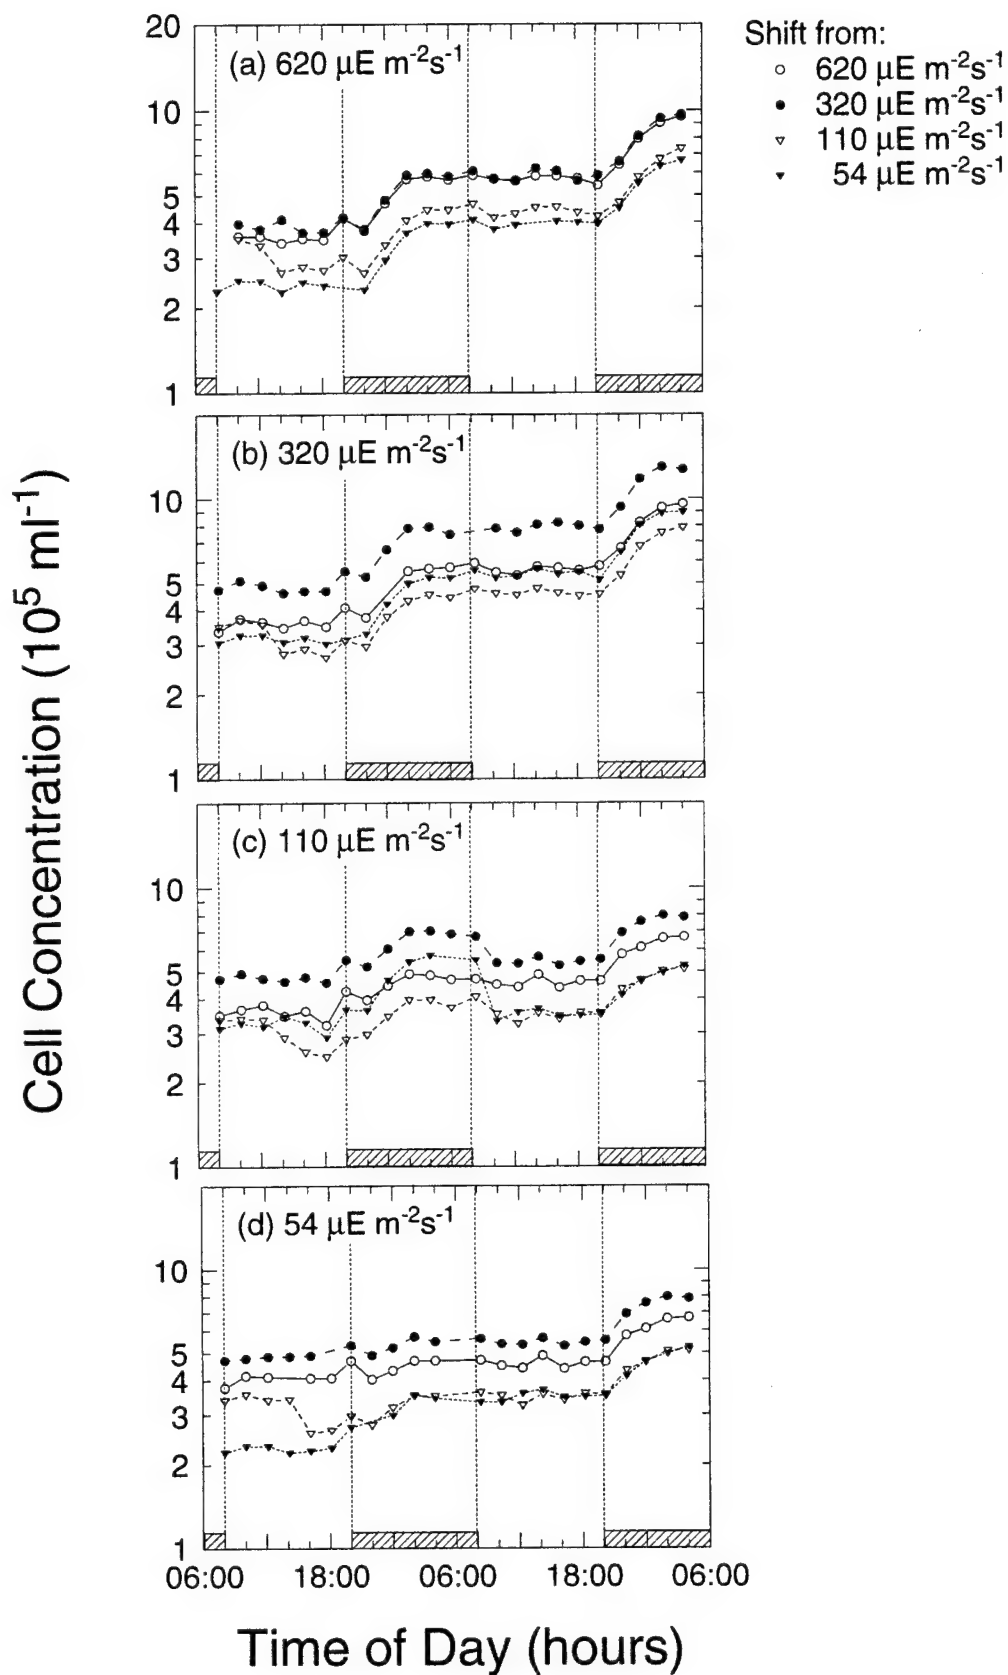 Shift from:
620 µE m⁻²s⁻¹
320 µE m⁻²s⁻¹
110 µE m⁻²s⁻¹
54 µE m⁻²s⁻¹
(a) 620 µE m⁻²s⁻¹
20
10
5
4
3
2
1
(b) 320 µE m⁻²s⁻¹
10
5
4
3
2
1
(c) 110 µE m⁻²s⁻¹
10
5
4
3
2
1
(d) 54 µE m⁻²s⁻¹
10
5
4
3
2
1
06:00 18:00 06:00 18:00 06:00
Cell Concentration (10⁵ ml⁻¹)
Time of Day (hours)